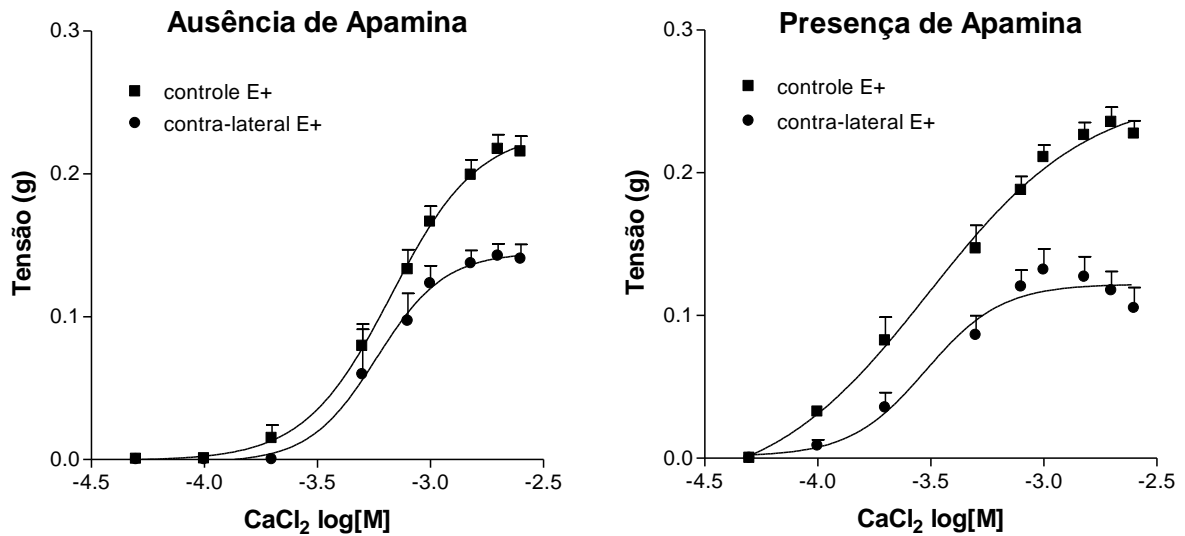 Ausência de Apamina
0.3
controle E+
contra-lateral E+
0.2
0.1
0.0
Tensão (g)
-4.5 -4.0 -3.5 -3.0 -2.5
CaCl2 log[M]
Presença de Apamina
0.3
controle E+
contra-lateral E+
0.2
0.1
0.0
Tensão (g)
-4.5 -4.0 -3.5 -3.0 -2.5
CaCl2 log[M]